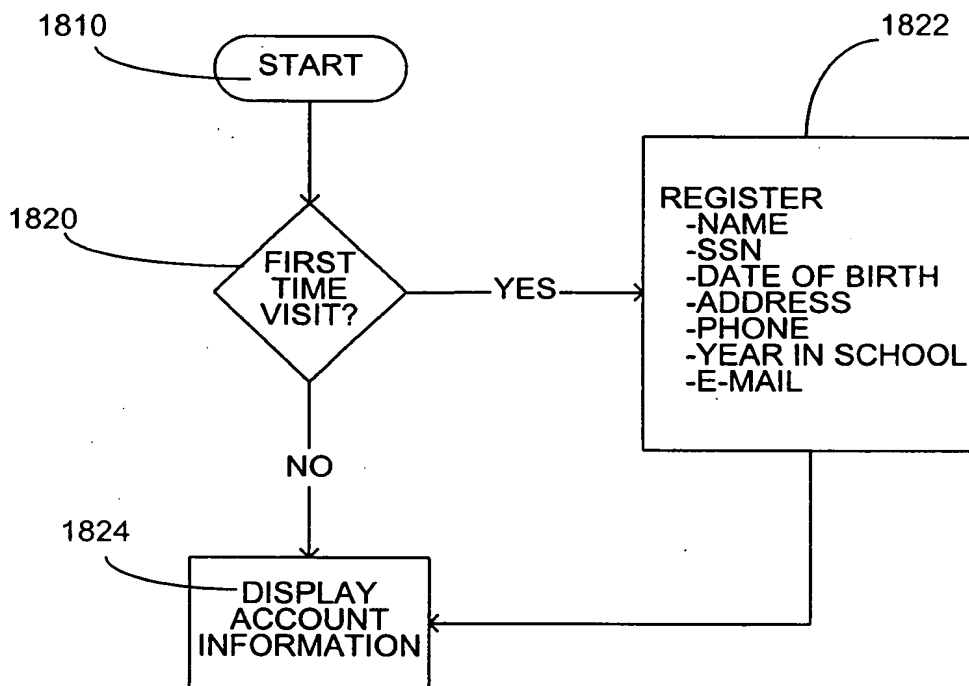 1810
START
1822
1820
FIRST
TIME
VISIT?
YES
REGISTER
-NAME
-SSN
-DATE OF BIRTH
-ADDRESS
-PHONE
-YEAR IN SCHOOL
-E-MAIL
NO
1824
DISPLAY
ACCOUNT
INFORMATION